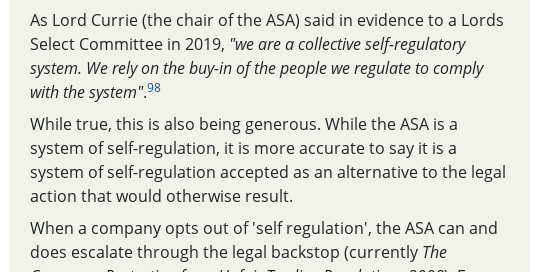 As Lord Currie (the chair of the ASA) said in evidence to a Lords
Select Committee in 2019, "we are a collective self-regulatory
system. We rely on the buy-in of the people we regulate to comply
with the system".98
While true, this is also being generous. While the ASA is a
system of self-regulation, it is more accurate to say it is a
system of self-regulation accepted as an alternative to the legal
action that would otherwise result.
When a company opts out of 'self regulation', the ASA can and
does escalate through the legal backstop (currently The